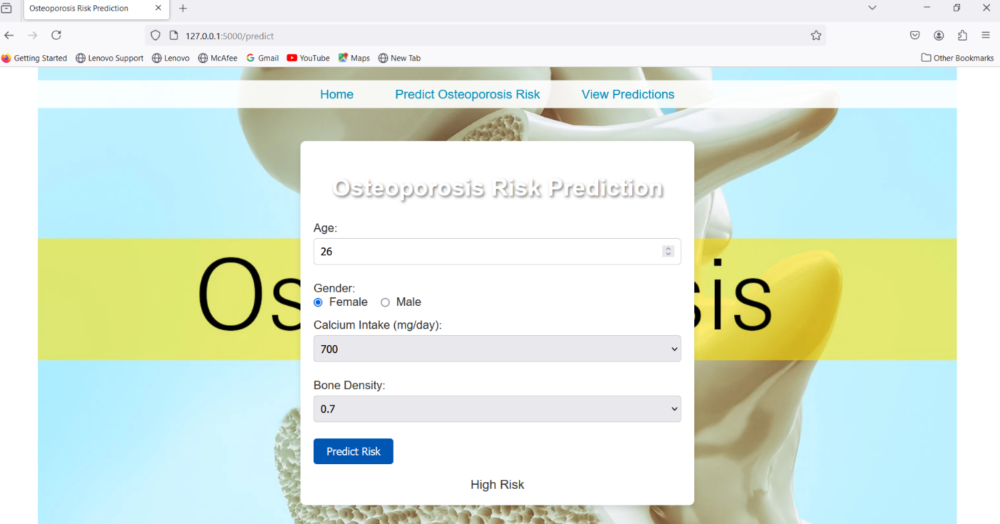 Osteoporosis Risk Prediction
127.0.0.1:5000/predict
Getting Started Lenovo Support Lenovo McAfee Gmail YouTube Maps New Tab Other Bookmarks
Home Predict Osteoporosis Risk View Predictions
Osteoporosis Risk Prediction
Age:
26
Os is
Gender:
Female Male
Calcium Intake (mg/day):
700
Bone Density:
0.7
Predict Risk
High Risk